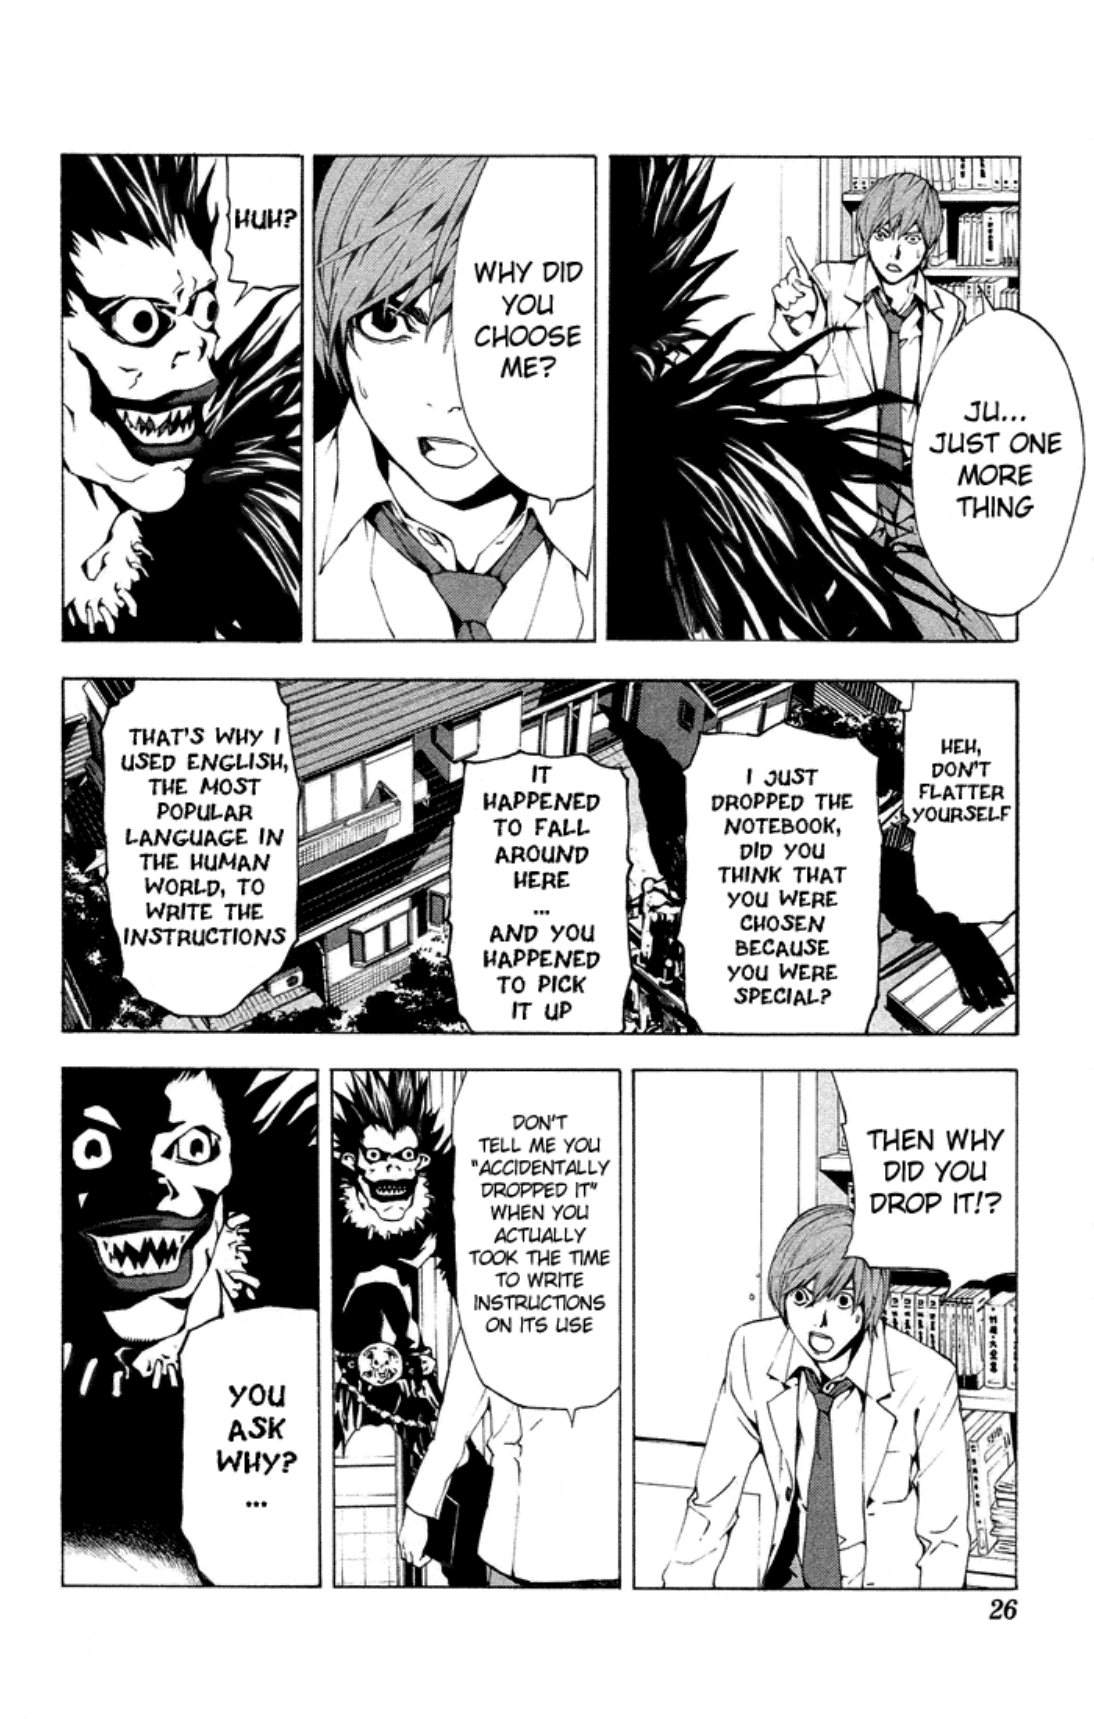 JU...
JUST ONE
MORE
THING
WHY DID
YOU
CHOOSE
ME?
HUH?
HEH,
DON'T
FLATTER
YOURSELF
I JUST
DROPPED THE
NOTEBOOK,
DID YOU
THINK THAT
YOU WERE
CHOSEN
BECAUSE
YOU WERE
SPECIAL?
IT
HAPPENED
TO FALL
AROUND
HERE
...
AND YOU
HAPPENED
TO PICK
IT UP
THAT'S WHY I
USED ENGLISH,
THE MOST
POPULAR
LANGUAGE IN
THE HUMAN
WORLD, TO
WRITE THE
INSTRUCTIONS
THEN WHY
DID YOU
DROP IT!?
DON'T
TELL ME YOU
"ACCIDENTALLY
DROPPED IT"
WHEN YOU
ACTUALLY
TOOK THE TIME
TO WRITE
INSTRUCTIONS
ON ITS USE
YOU
ASK
WHY?
...
26